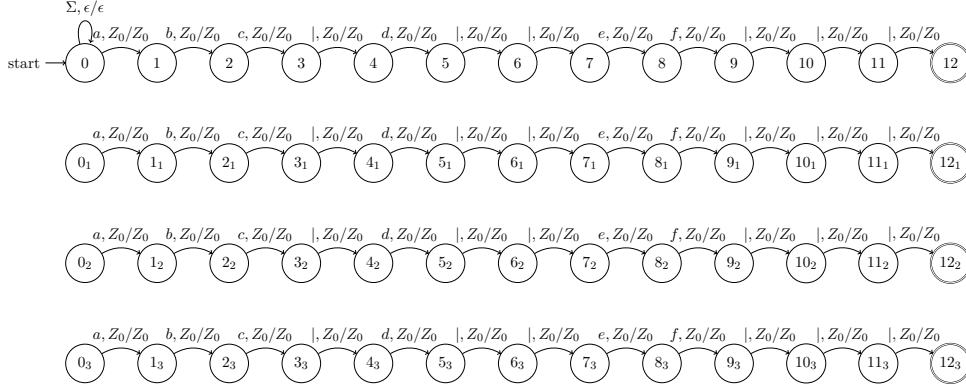 Σ, ϵ/ϵ
a, Z₀/Z₀ b, Z₀/Z₀ c, Z₀/Z₀ |, Z₀/Z₀ d, Z₀/Z₀ |, Z₀/Z₀ |, Z₀/Z₀ e, Z₀/Z₀ f, Z₀/Z₀ |, Z₀/Z₀ |, Z₀/Z₀ |, Z₀/Z₀
start 0 1 2 3 4 5 6 7 8 9 10 11 12
a, Z₀/Z₀ b, Z₀/Z₀ c, Z₀/Z₀ |, Z₀/Z₀ d, Z₀/Z₀ |, Z₀/Z₀ |, Z₀/Z₀ e, Z₀/Z₀ f, Z₀/Z₀ |, Z₀/Z₀ |, Z₀/Z₀ |, Z₀/Z₀
0₁ 1₁ 2₁ 3₁ 4₁ 5₁ 6₁ 7₁ 8₁ 9₁ 10₁ 11₁ 12₁
a, Z₀/Z₀ b, Z₀/Z₀ c, Z₀/Z₀ |, Z₀/Z₀ d, Z₀/Z₀ |, Z₀/Z₀ |, Z₀/Z₀ e, Z₀/Z₀ f, Z₀/Z₀ |, Z₀/Z₀ |, Z₀/Z₀ |, Z₀/Z₀
0₂ 1₂ 2₂ 3₂ 4₂ 5₂ 6₂ 7₂ 8₂ 9₂ 10₂ 11₂ 12₂
a, Z₀/Z₀ b, Z₀/Z₀ c, Z₀/Z₀ |, Z₀/Z₀ d, Z₀/Z₀ |, Z₀/Z₀ |, Z₀/Z₀ e, Z₀/Z₀ f, Z₀/Z₀ |, Z₀/Z₀ |, Z₀/Z₀ |, Z₀/Z₀
0₃ 1₃ 2₃ 3₃ 4₃ 5₃ 6₃ 7₃ 8₃ 9₃ 10₃ 11₃ 12₃